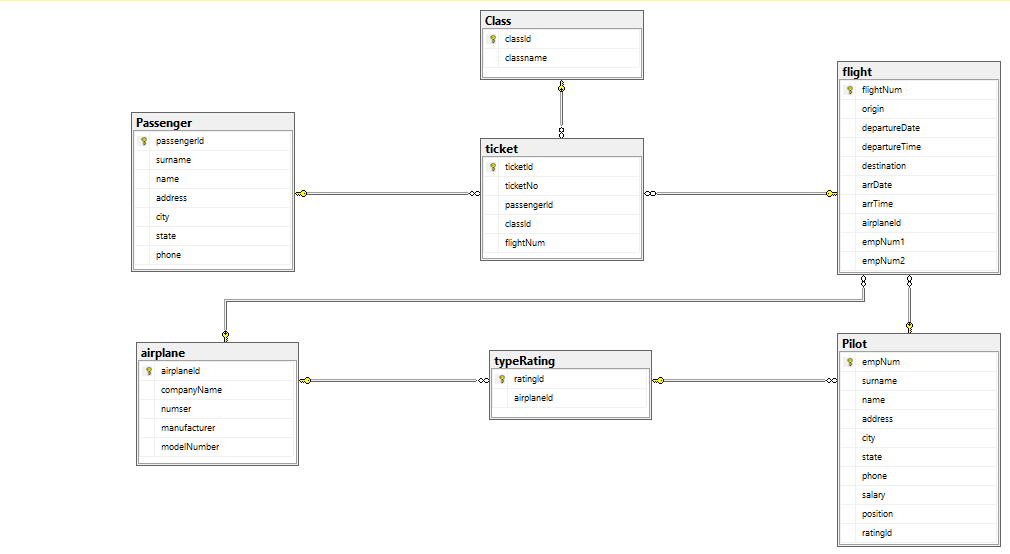 Class
classId
classname
flight
flightNum
origin
departureDate
departureTime
destination
arrDate
arrTime
airplaneId
empNum1
empNum2
Passenger
passengerId
surname
name
address
city
state
phone
ticket
ticketId
ticketNo
passengerId
classId
flightNum
airplane
airplaneId
companyName
numser
manufacturer
modelNumber
typeRating
ratingId
airplaneId
Pilot
empNum
surname
name
address
city
state
phone
salary
position
ratingId